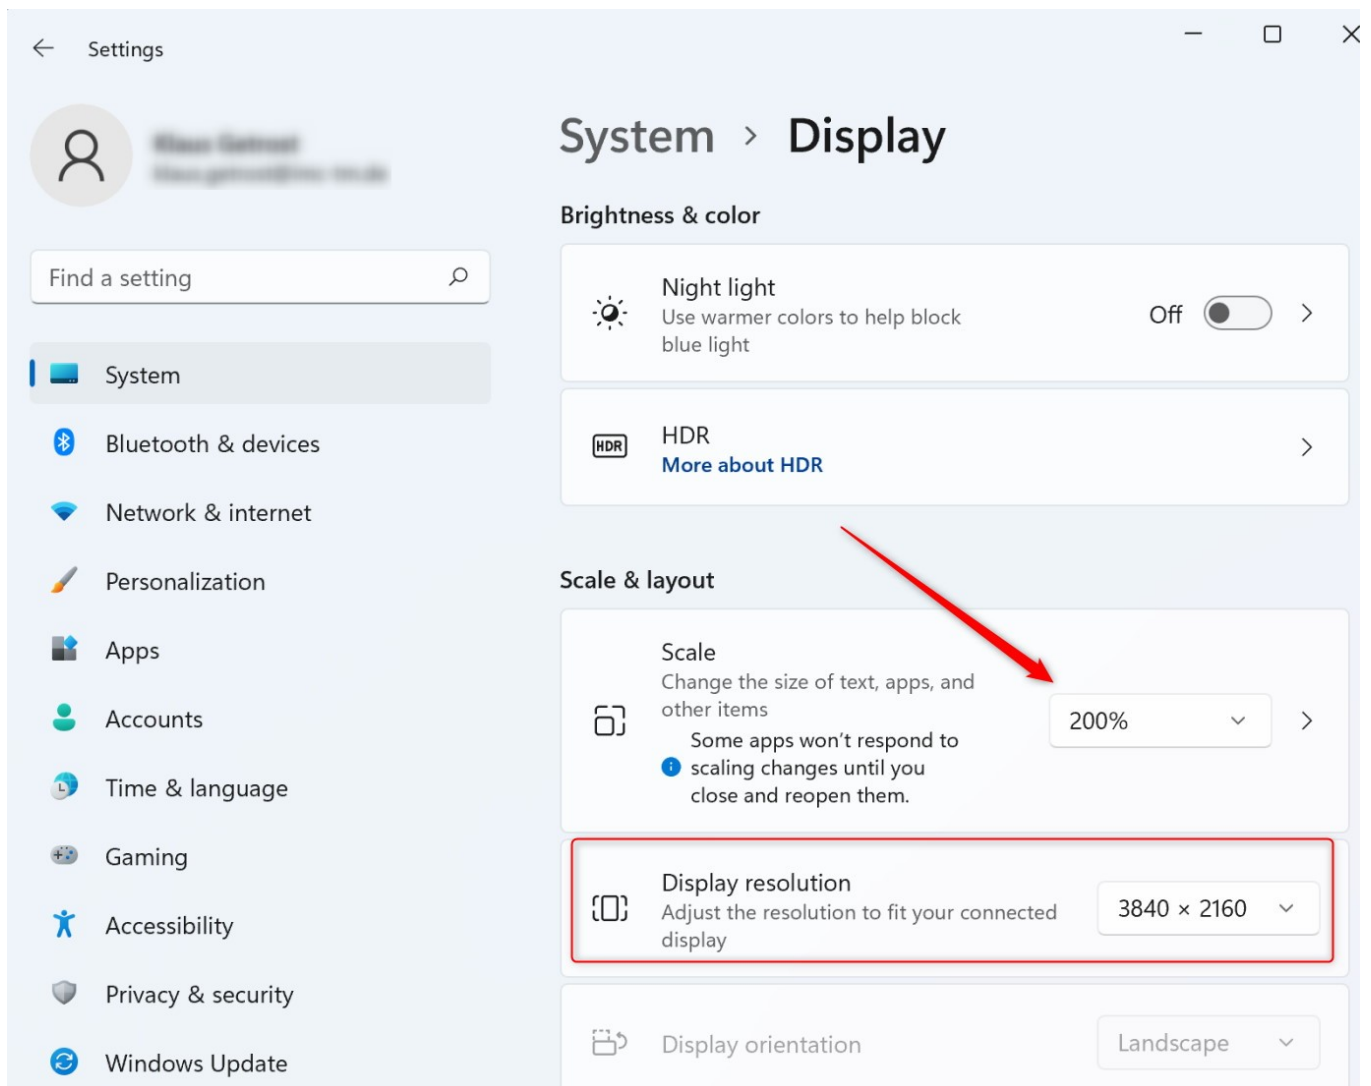 Settings
Find a setting
System
Bluetooth & devices
Network & internet
Personalization
Apps
Accounts
Time & language
Gaming
Accessibility
Privacy & security
Windows Update
System > Display
Brightness & color
Night light
Use warmer colors to help block
blue light
Off
HDR
HDR
More about HDR
Scale & layout
Scale
Change the size of text, apps, and
other items
Some apps won't respond to
scaling changes until you
close and reopen them.
200%
Display resolution
Adjust the resolution to fit your connected
display
3840 × 2160
Display orientation
Landscape